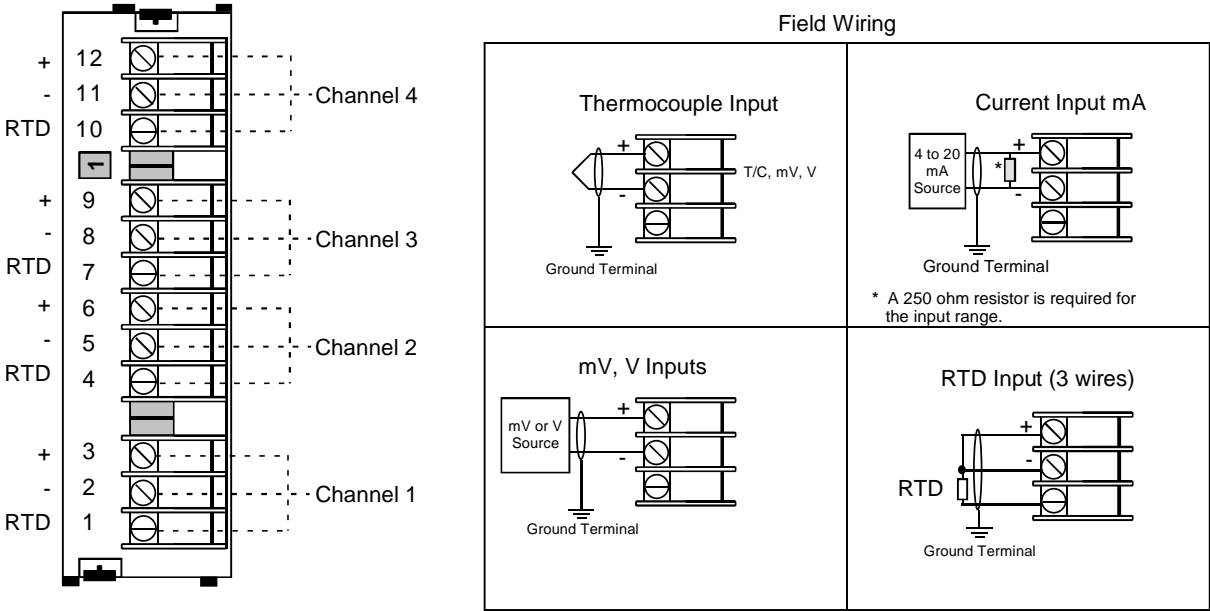 + 12
- 11 Channel 4
RTD 10
1
+ 9
- 8 Channel 3
RTD 7
+ 6
- 5 Channel 2
RTD 4
+ 3
- 2 Channel 1
RTD 1
Field Wiring
Thermocouple Input
+
T/C, mV, V
-
Ground Terminal
Current Input mA
4 to 20
mA
Source
+
*
-
Ground Terminal
* A 250 ohm resistor is required for
the input range.
mV, V Inputs
mV or V
Source
+
-
Ground Terminal
RTD Input (3 wires)
+
-
RTD
Ground Terminal